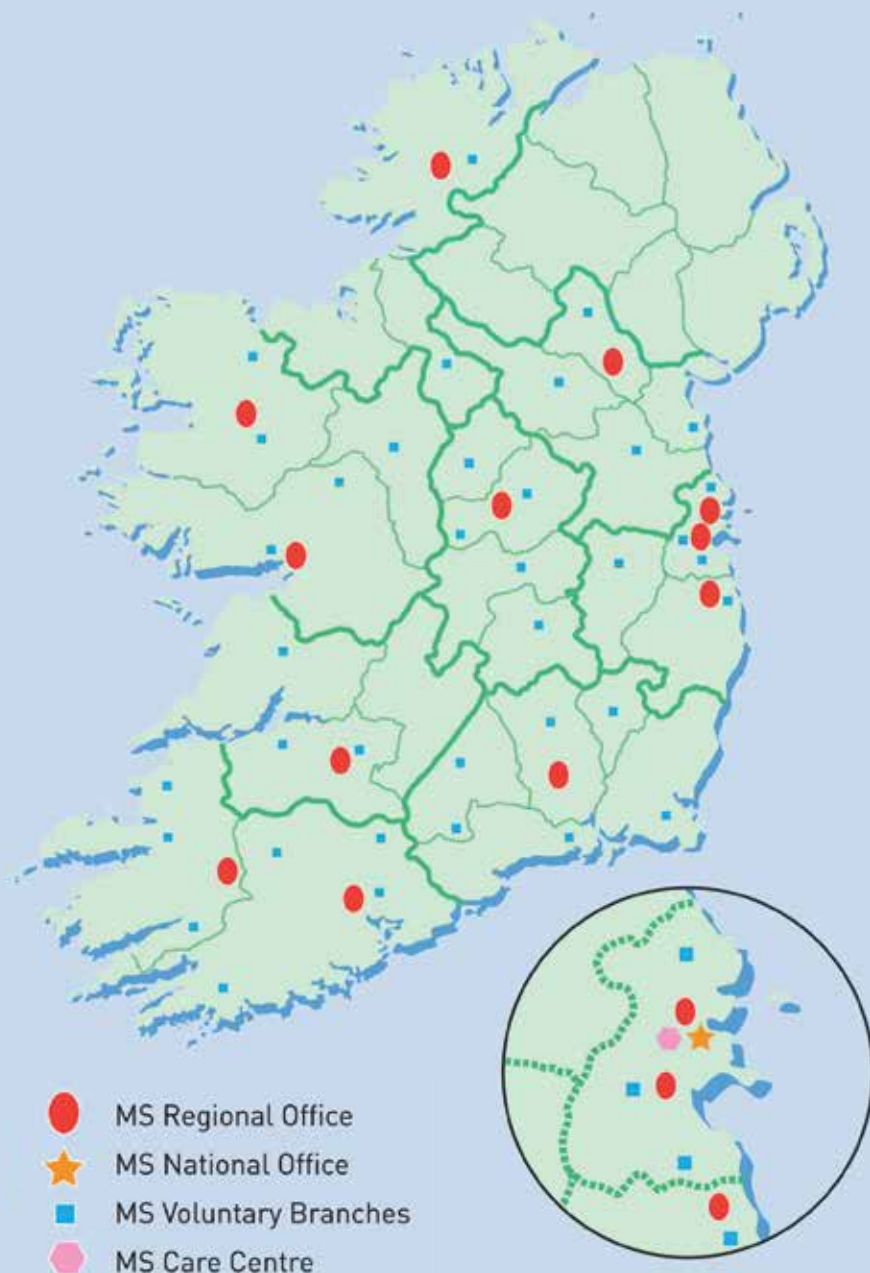 MS Regional Office
MS National Office
MS Voluntary Branches
MS Care Centre